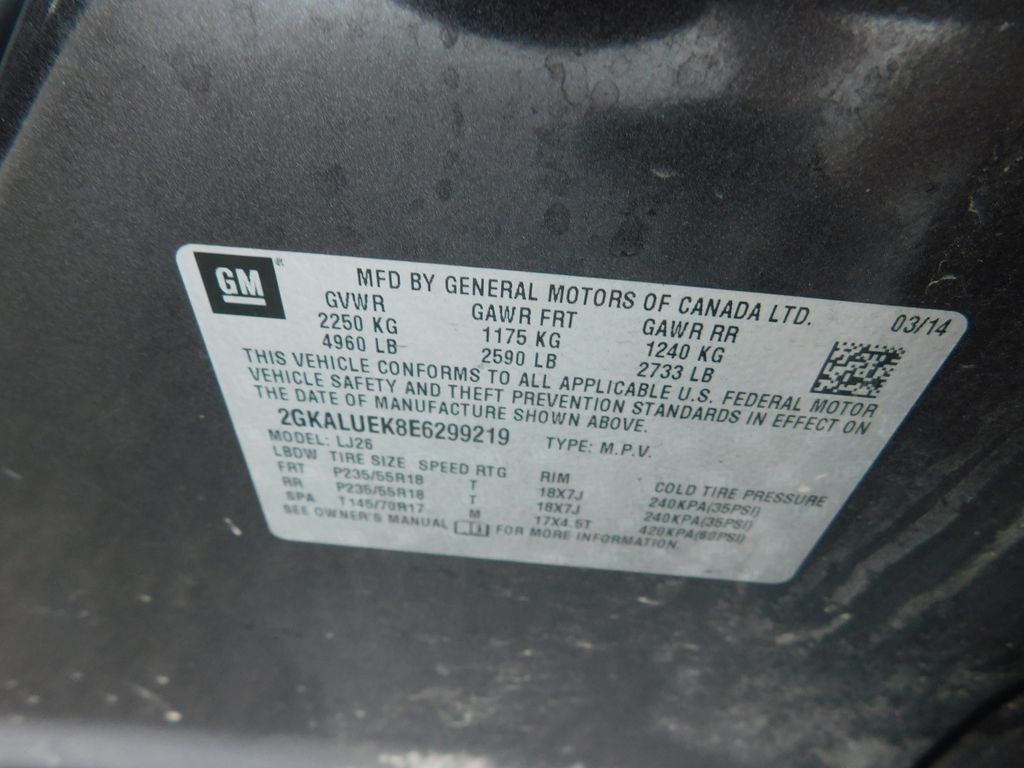 GM
MFD BY GENERAL MOTORS OF CANADA LTD.
03/14
GVWR GAWR FRT GAWR RR
2250 KG 1175 KG 1240 KG
4960 LB 2590 LB 2733 LB
THIS VEHICLE CONFORMS TO ALL APPLICABLE U.S. FEDERAL MOTOR
VEHICLE SAFETY AND THEFT PREVENTION STANDARDS IN EFFECT ON
THE DATE OF MANUFACTURE SHOWN ABOVE.
2GKALUEK8E6299219 TYPE: M.P.V.
MODEL: LJ26
LBDW TIRE SIZE SPEED RTG RIM COLD TIRE PRESSURE
FRT P235/55R18 T 18X7J 240KPA(35PSI)
RR P235/55R18 T 18X7J 240KPA(35PSI)
SPA T145/70R17 M 17X4.5T 420KPA(60PSI)
SEE OWNER'S MANUAL FOR MORE INFORMATION.